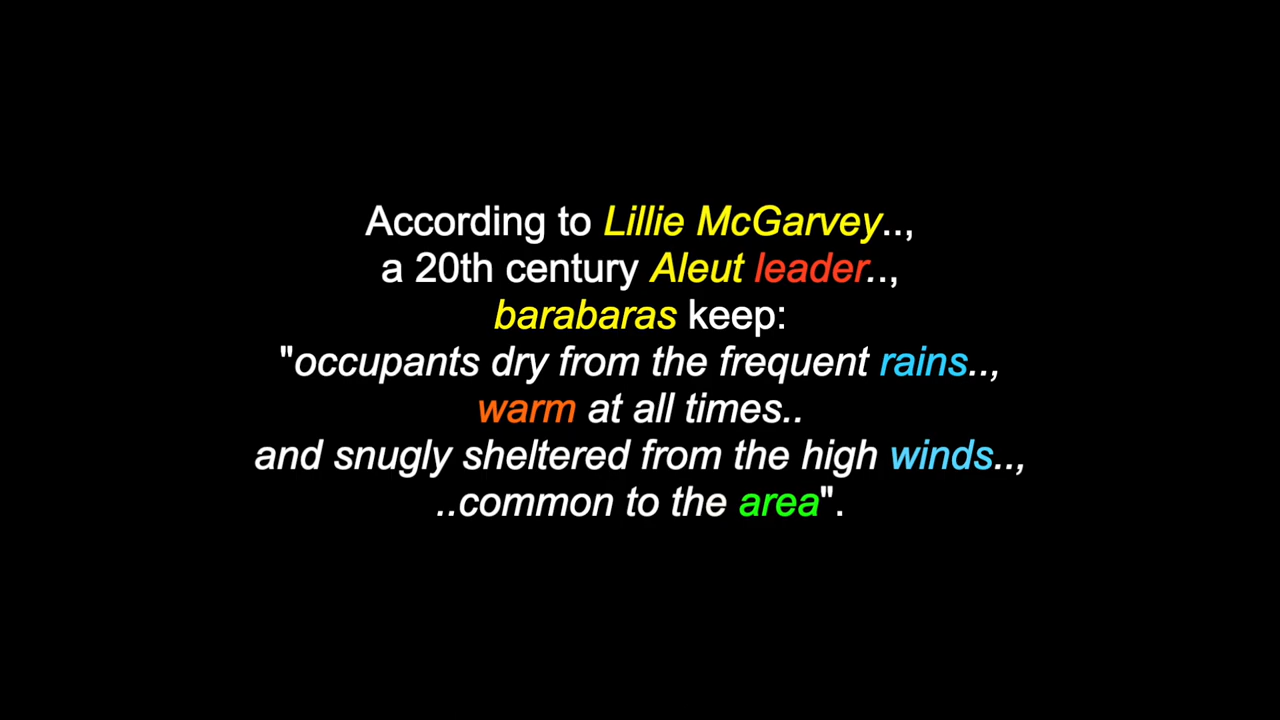 According to Lillie McGarvey..,
a 20th century Aleut leader..,
barabaras keep:
"occupants dry from the frequent rains..,
warm at all times..
and snugly sheltered from the high winds..,
..common to the area".